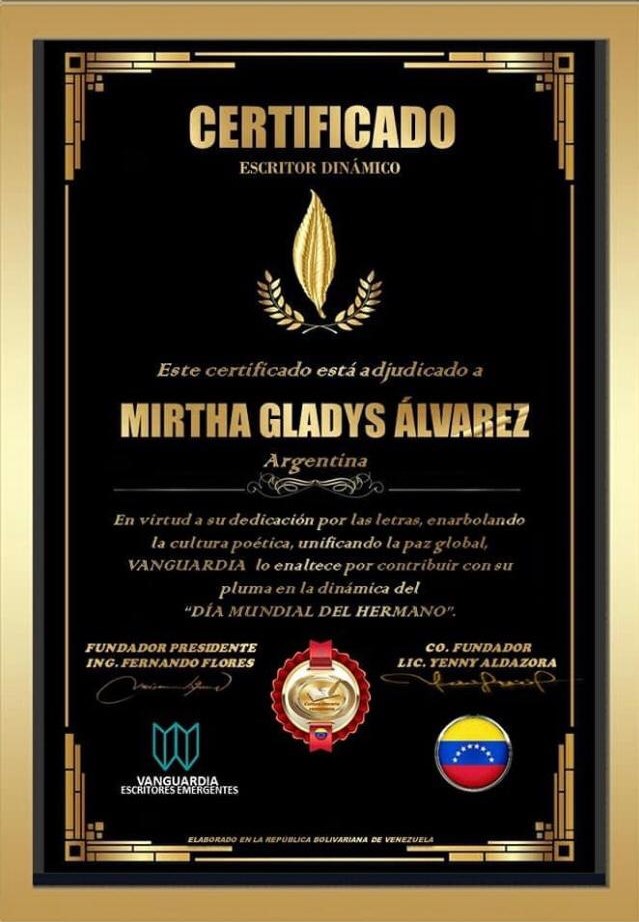 CERTIFICADO
ESCRITOR DINÁMICO
Este certificado está adjudicado a
MIRTHA GLADYS ÁLVAREZ
Argentina
En virtud a su dedicación por las letras, enarbolando
la cultura poética, unificando la paz global,
VANGUARDIA lo enaltece por contribuir con su
pluma en la dinámica del
"DÍA MUNDIAL DEL HERMANO".
FUNDADOR PRESIDENTE
ING. FERNANDO FLORES
CO. FUNDADOR
LIC. YENNY ALDAZORA
VANGUARDIA
ESCRITORES EMERGENTES
ELABORADO EN LA REPÚBLICA BOLIVARIANA DE VENEZUELA